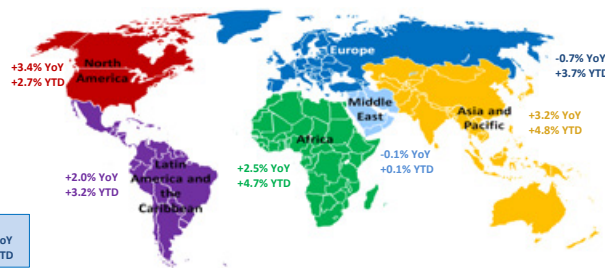 Europe
-0.7% YoY
+3.7% YTD
+3.4% YoY
+2.7% YTD
North
America
Middle
East
Asia and
Pacific
+3.2% YoY
+4.8% YTD
Africa
-0.1% YoY
+0.1% YTD
+2.5% YoY
+4.7% YTD
+2.0% YoY
+3.2% YTD
Latin
America and
the
Caribbean
oY
TD